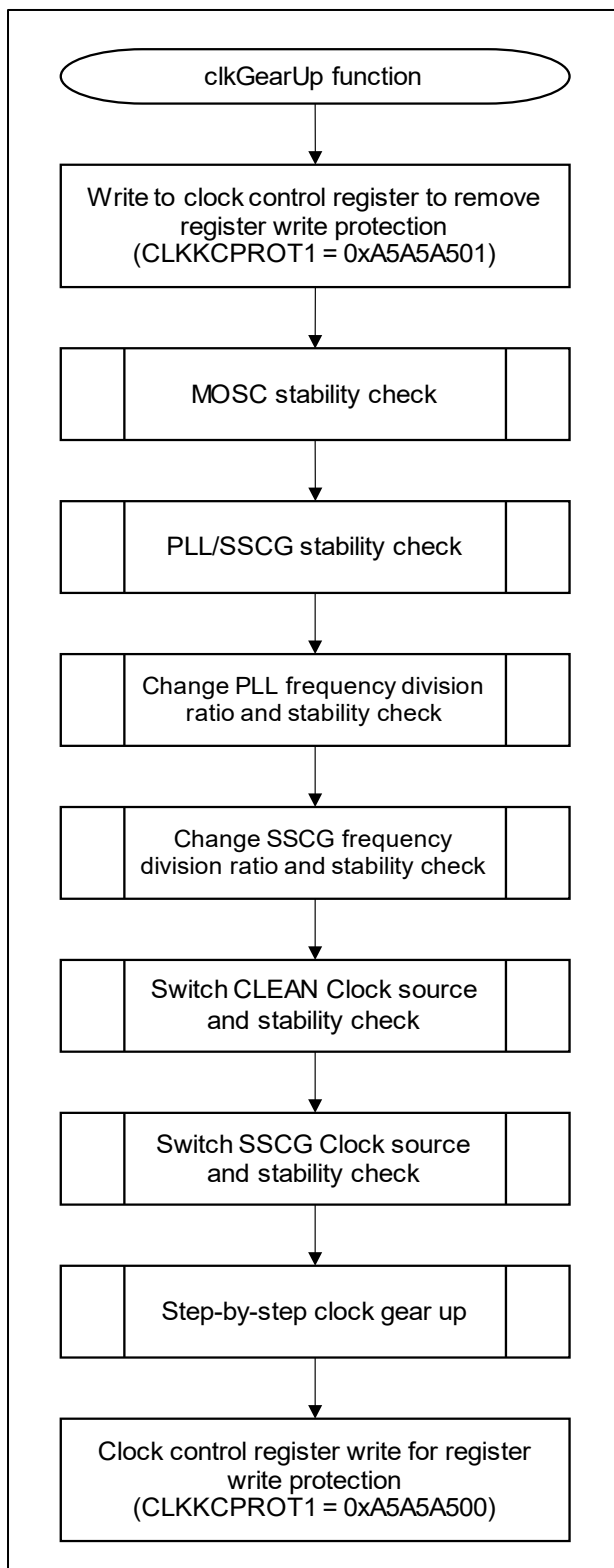 clkGearUp function
Write to clock control register to remove
register write protection
(CLKKCPROT1 = 0xA5A5A501)
MOSC stability check
PLL/SSCG stability check
Change PLL frequency division
ratio and stability check
Change SSCG frequency
division ratio and stability check
Switch CLEAN Clock source
and stability check
Switch SSCG Clock source
and stability check
Step-by-step clock gear up
Clock control register write for register
write protection
(CLKKCPROT1 = 0xA5A5A500)